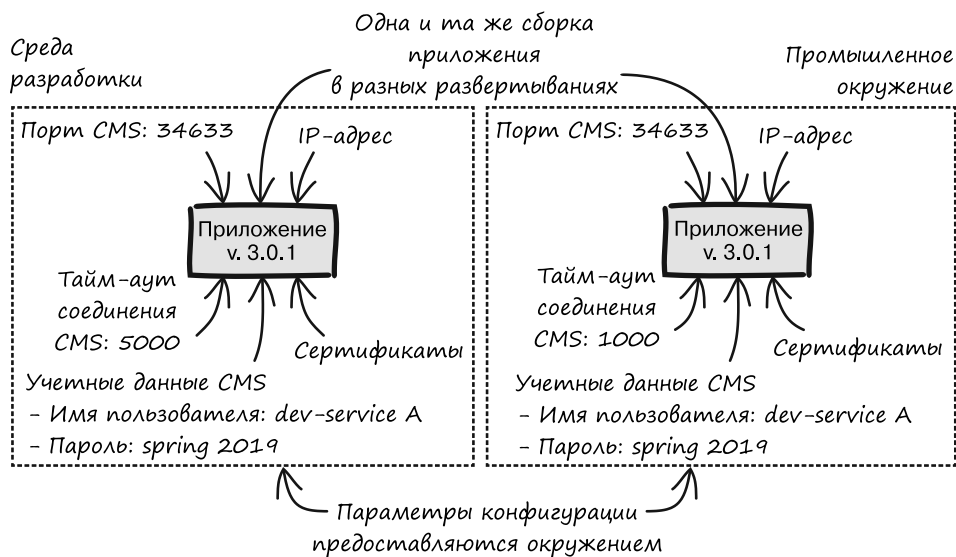 Одна и та же сборка
приложения
в разных развертываниях
Среда
разработки
Промышленное
окружение
Порт CMS: 34633
IP-адрес
Приложение
v. 3.0.1
Тайм-аут
соединения
CMS: 5000
Сертификаты
Учетные данные CMS
- Имя пользователя: dev-service A
- Пароль: spring 2019
Порт CMS: 34633
IP-адрес
Приложение
v. 3.0.1
Тайм-аут
соединения
CMS: 1000
Сертификаты
Учетные данные CMS
- Имя пользователя: dev-service A
- Пароль: spring 2019
Параметры конфигурации
предоставляются окружением